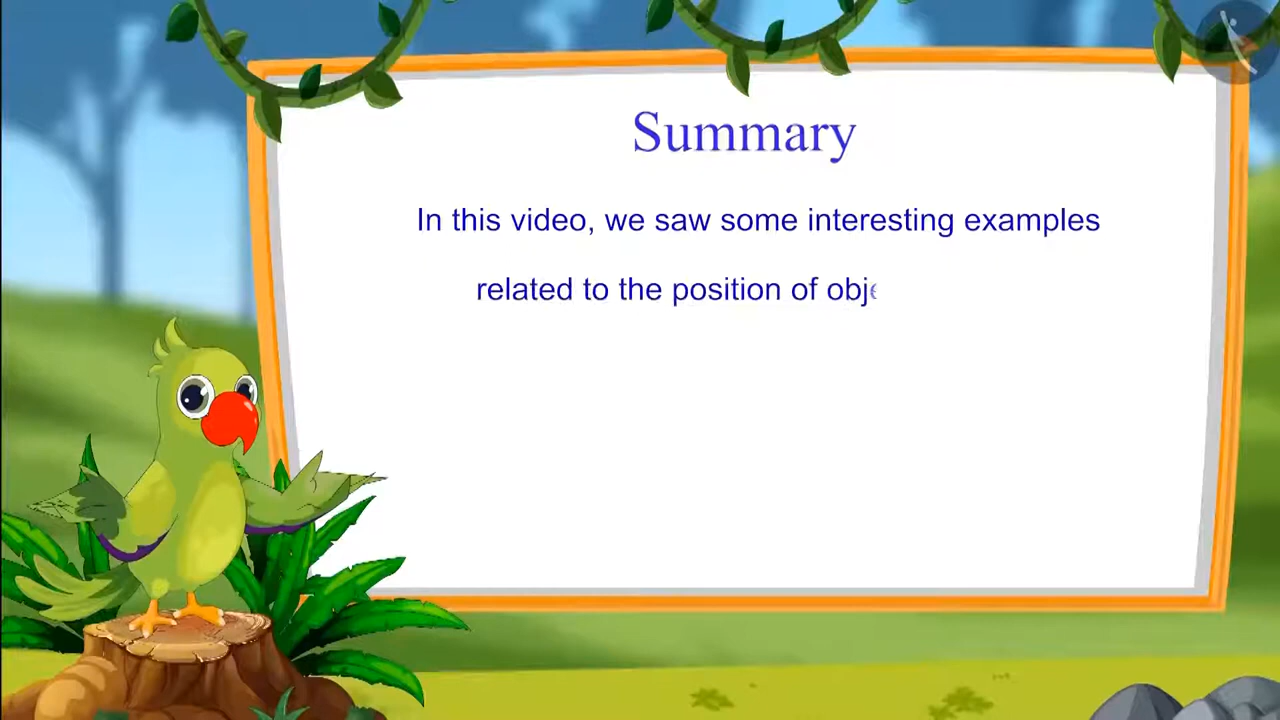 Summary
In this video, we saw some interesting examples
related to the position of obj